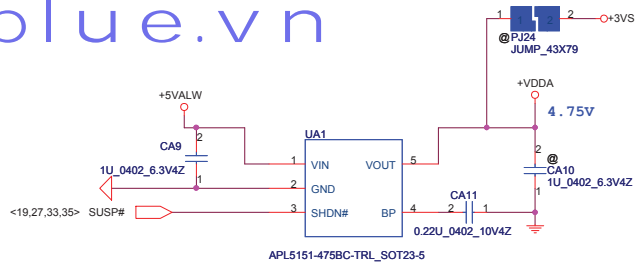 blue.vn
1 1 2 2 +3VS
@ PJ24
JUMP_43X79
+VDDA
4.75V
+5VALW
CA9
2
1
1U_0402_6.3V4Z
UA1
1 VIN VOUT 5
2 GND
3 SHDN# BP 4
2
1
@
CA10
1U_0402_6.3V4Z
CA11
2 1
0.22U_0402_10V4Z
<19,27,33,35> SUSP#
APL5151-475BC-TRL_SOT23-5